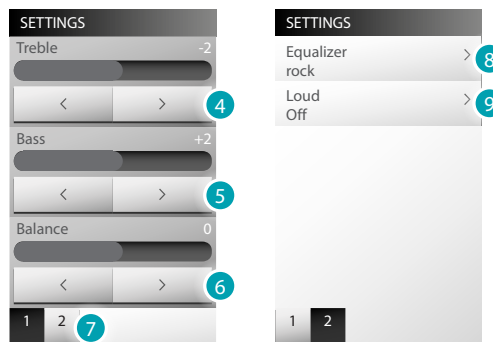 SETTINGS
Treble -2
< >
4
Bass +2
< >
5
Balance 0
< >
6
1 2
7
SETTINGS
Equalizer >
rock
8
Loud >
Off
9
1 2